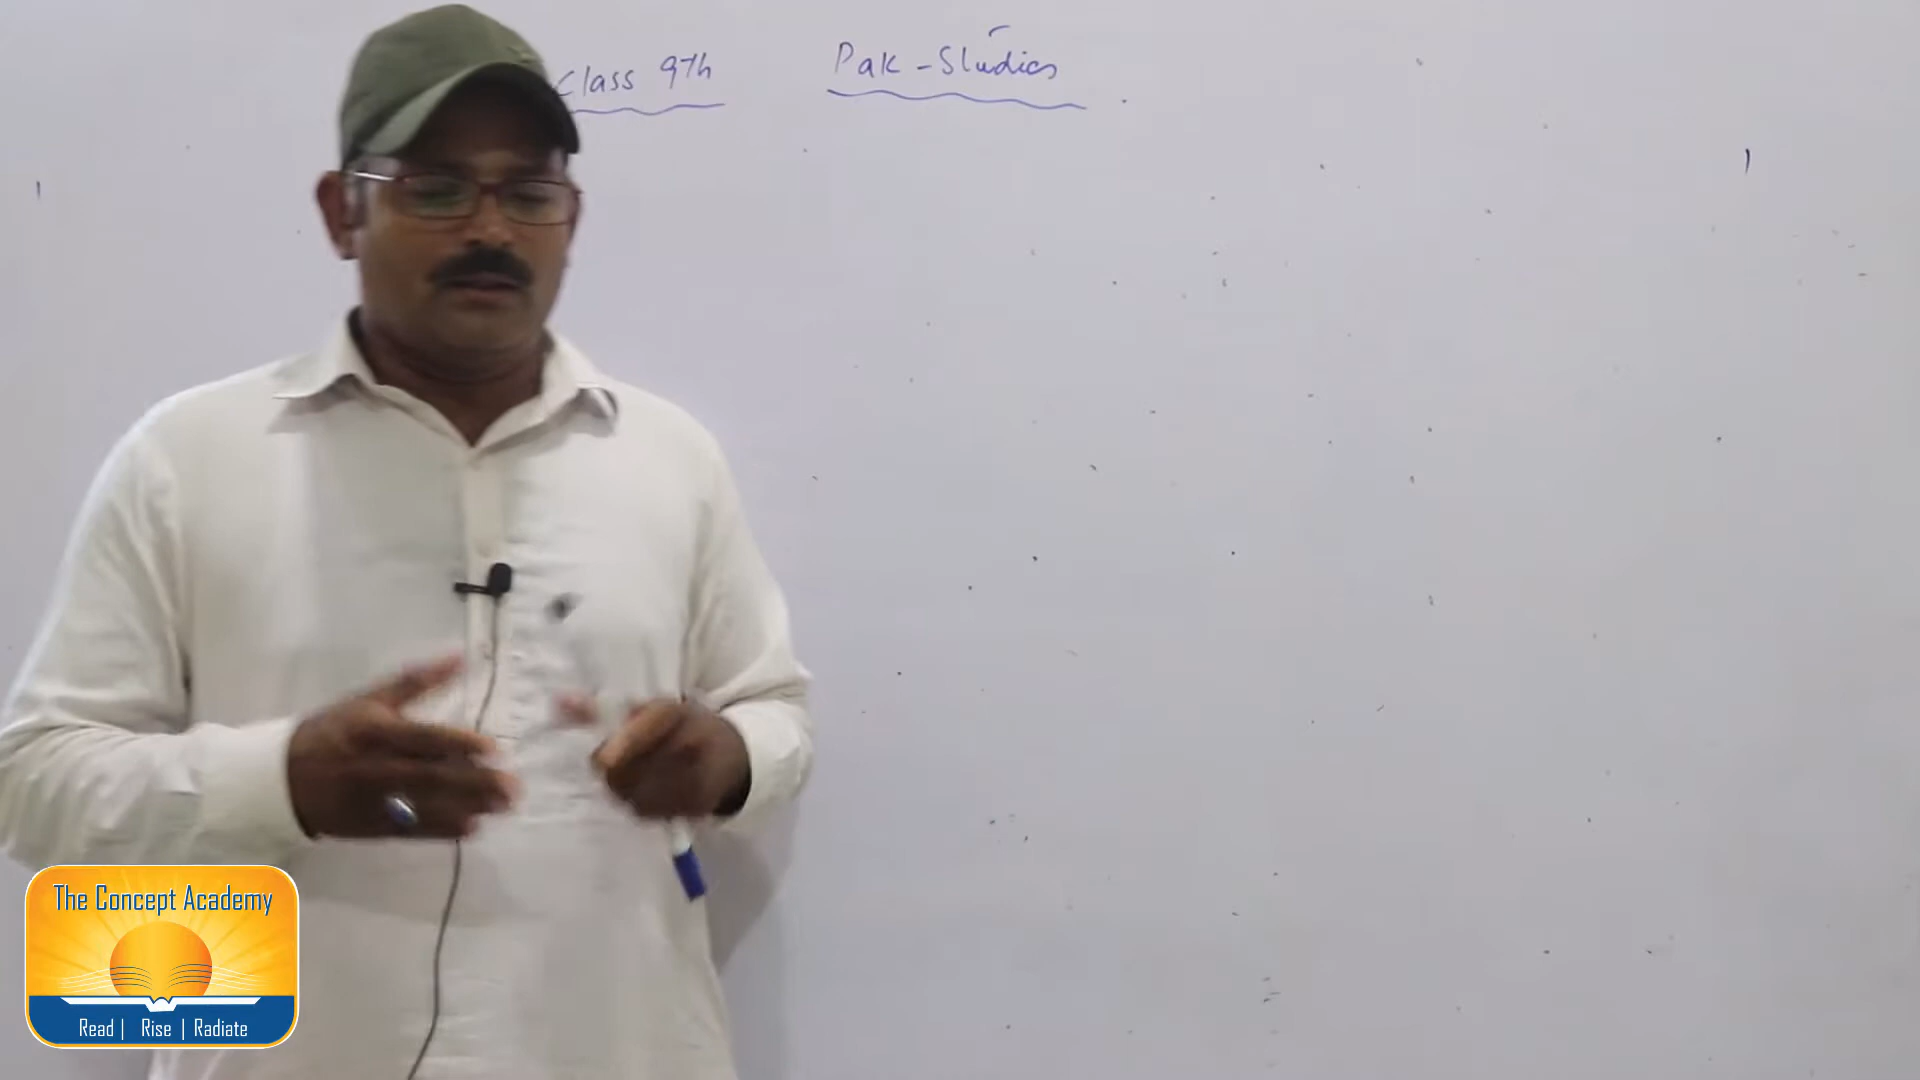 Class 9th Pak-Studies
The Concept Academy
Read | Rise | Radiate